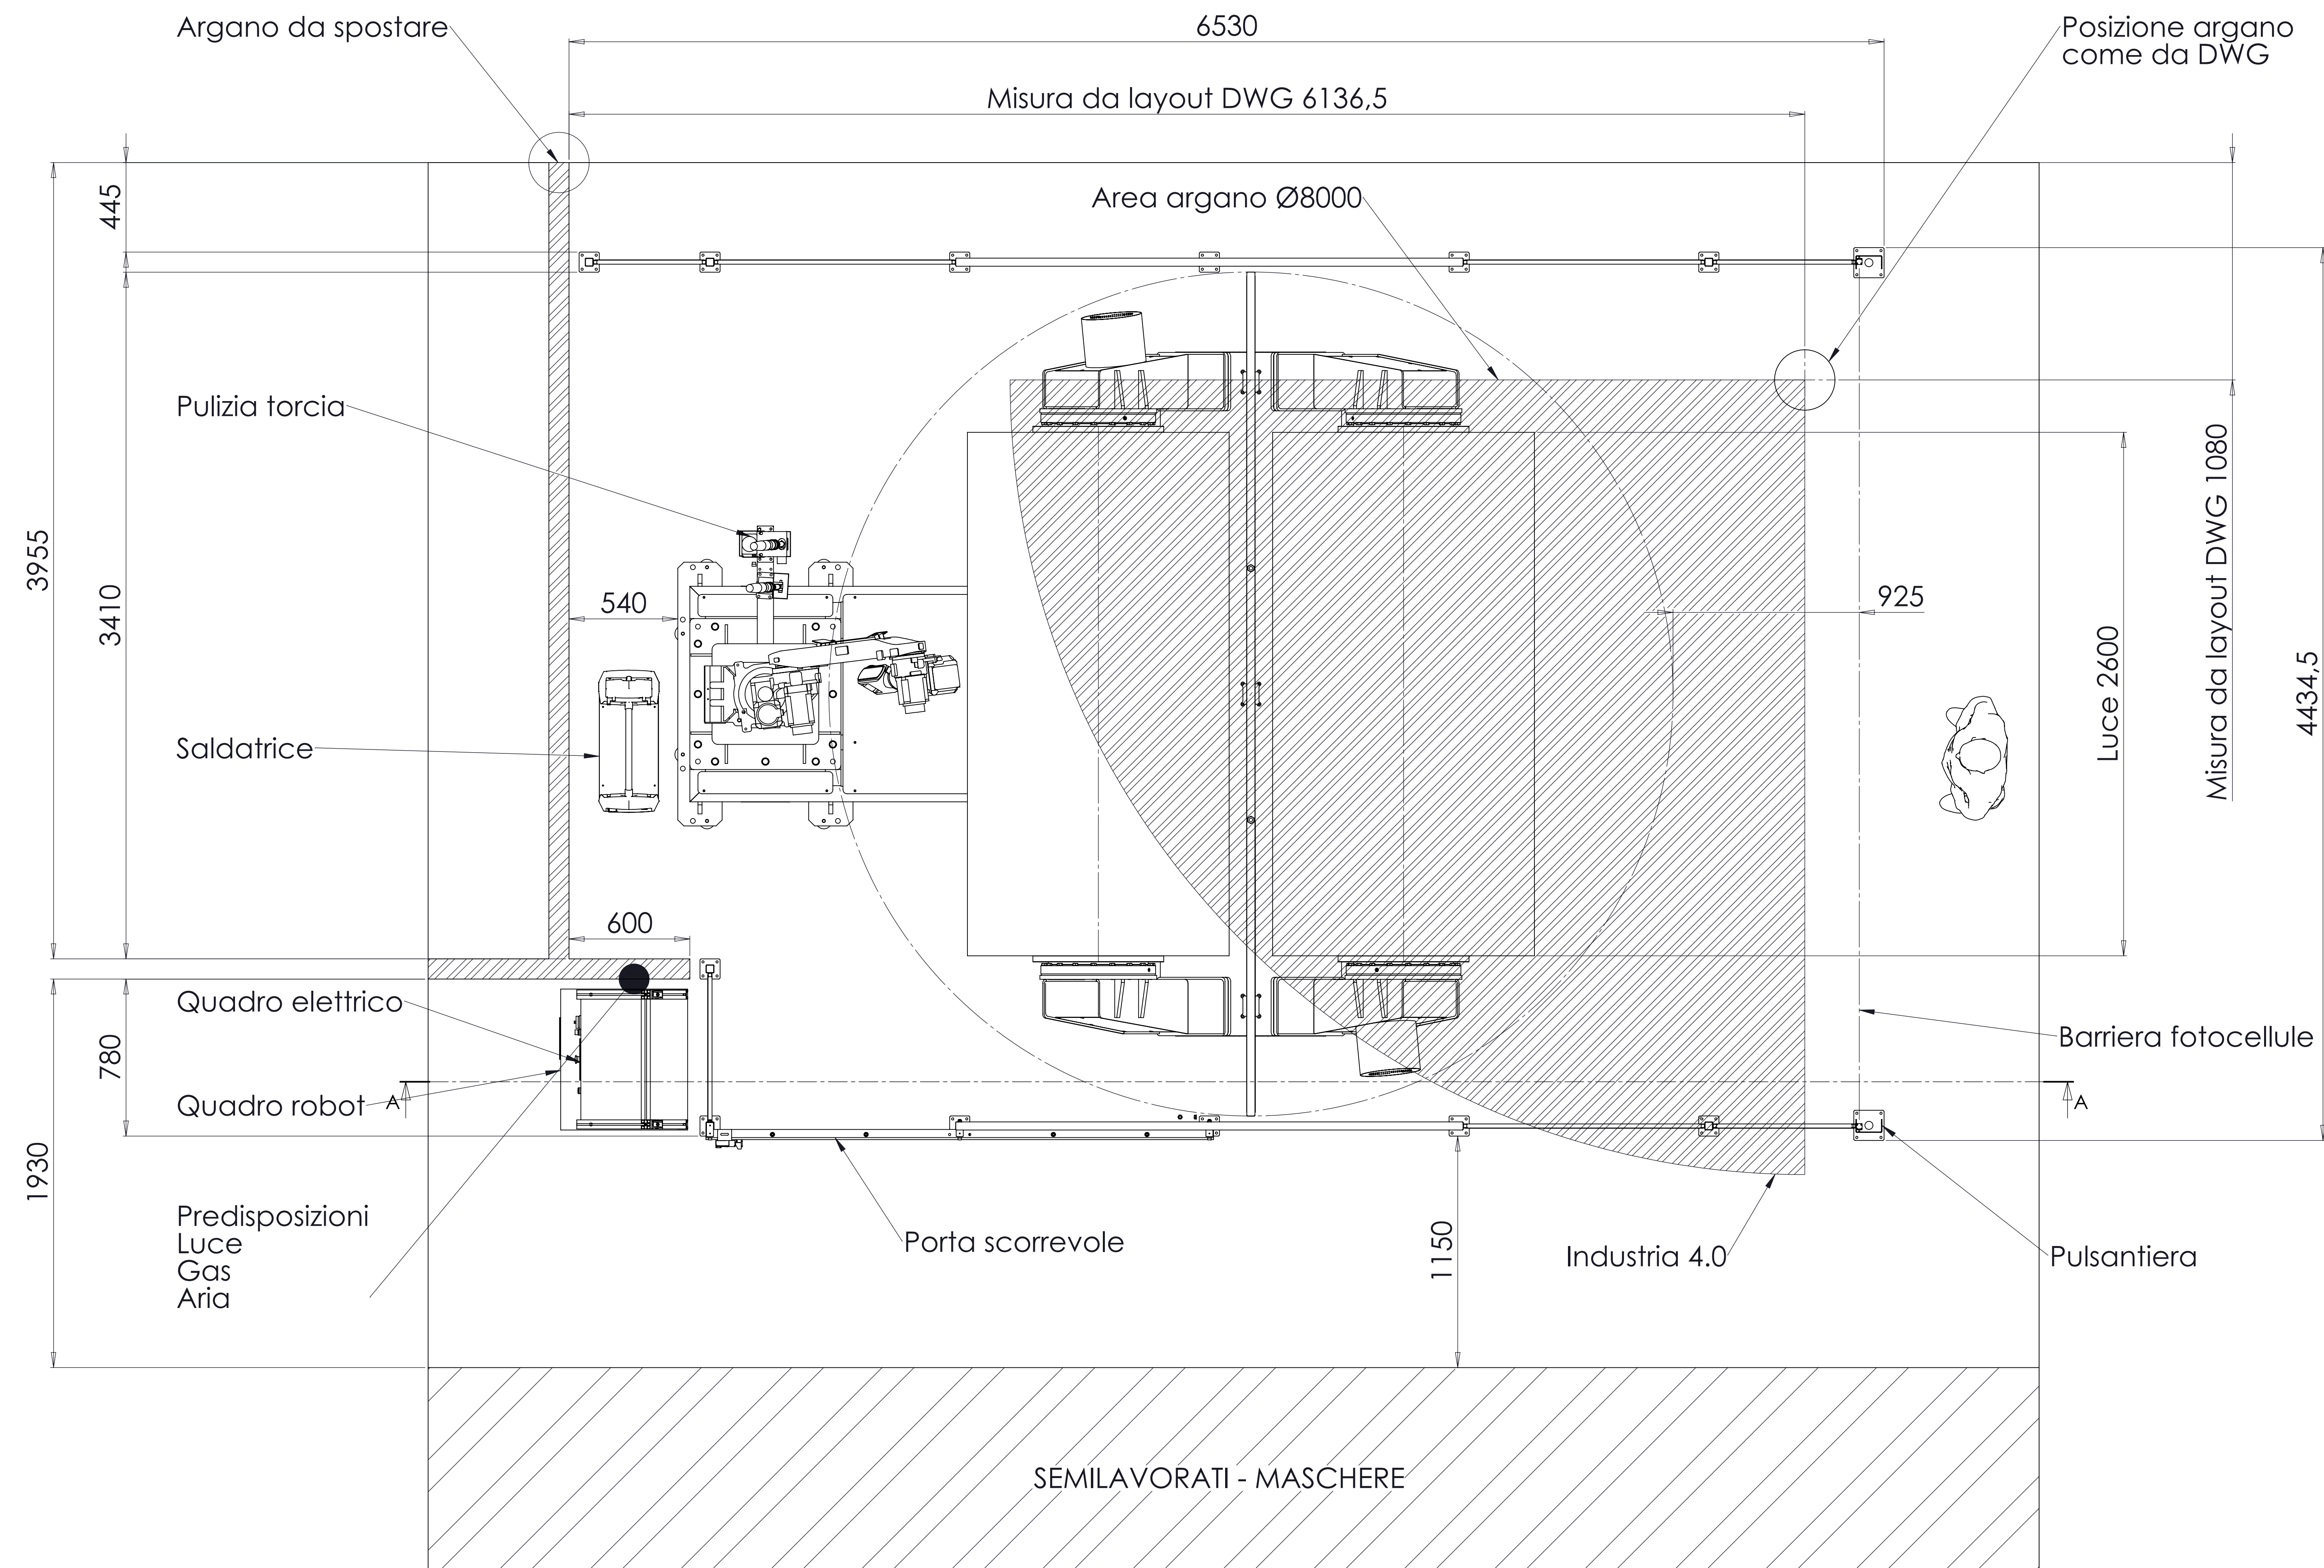 Argano da spostare
6530
Posizione argano
come da DWG
Misura da layout DWG 6136,5
445
Area argano Ø8000
Pulizia torcia
3955
3410
540
925
Luce 2600
Misura da layout DWG 1080
4434,5
Saldatrice
600
Quadro elettrico
780
Barriera fotocellule
Quadro robot
A
A
1930
Predisposizioni
Luce
Gas
Aria
Porta scorrevole
1150
Industria 4.0
Pulsantiera
SEMILAVORATI - MASCHERE